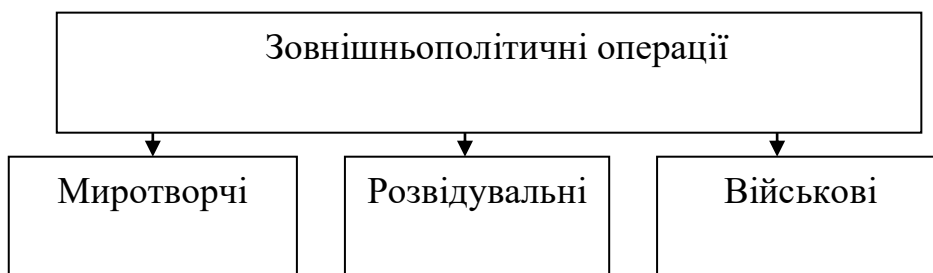 Зовнішньополітичні операції
Миротворчі
Розвідувальні
Військові